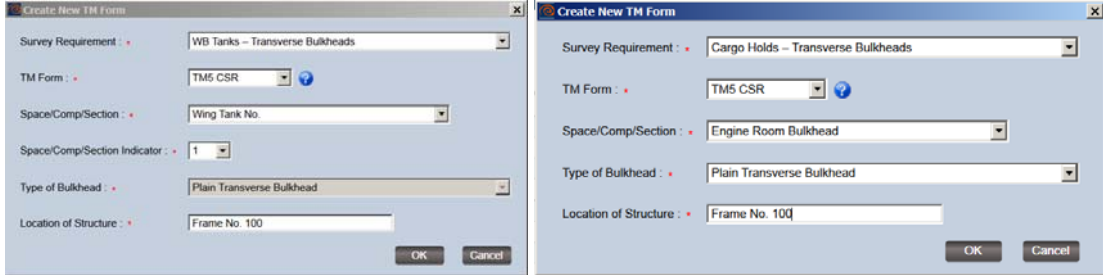 Create New TM Form
Survey Requirement : * WB Tanks – Transverse Bulkheads
TM Form : * TM5 CSR
Space/Comp/Section : * Wing Tank No.
Space/Comp/Section Indicator : * 1
Type of Bulkhead : * Plain Transverse Bulkhead
Location of Structure : * Frame No. 100
OK Cancel
Create New TM Form
Survey Requirement : * Cargo Holds – Transverse Bulkheads
TM Form : * TM5 CSR
Space/Comp/Section : * Engine Room Bulkhead
Type of Bulkhead : * Plain Transverse Bulkhead
Location of Structure : * Frame No. 100
OK Cancel